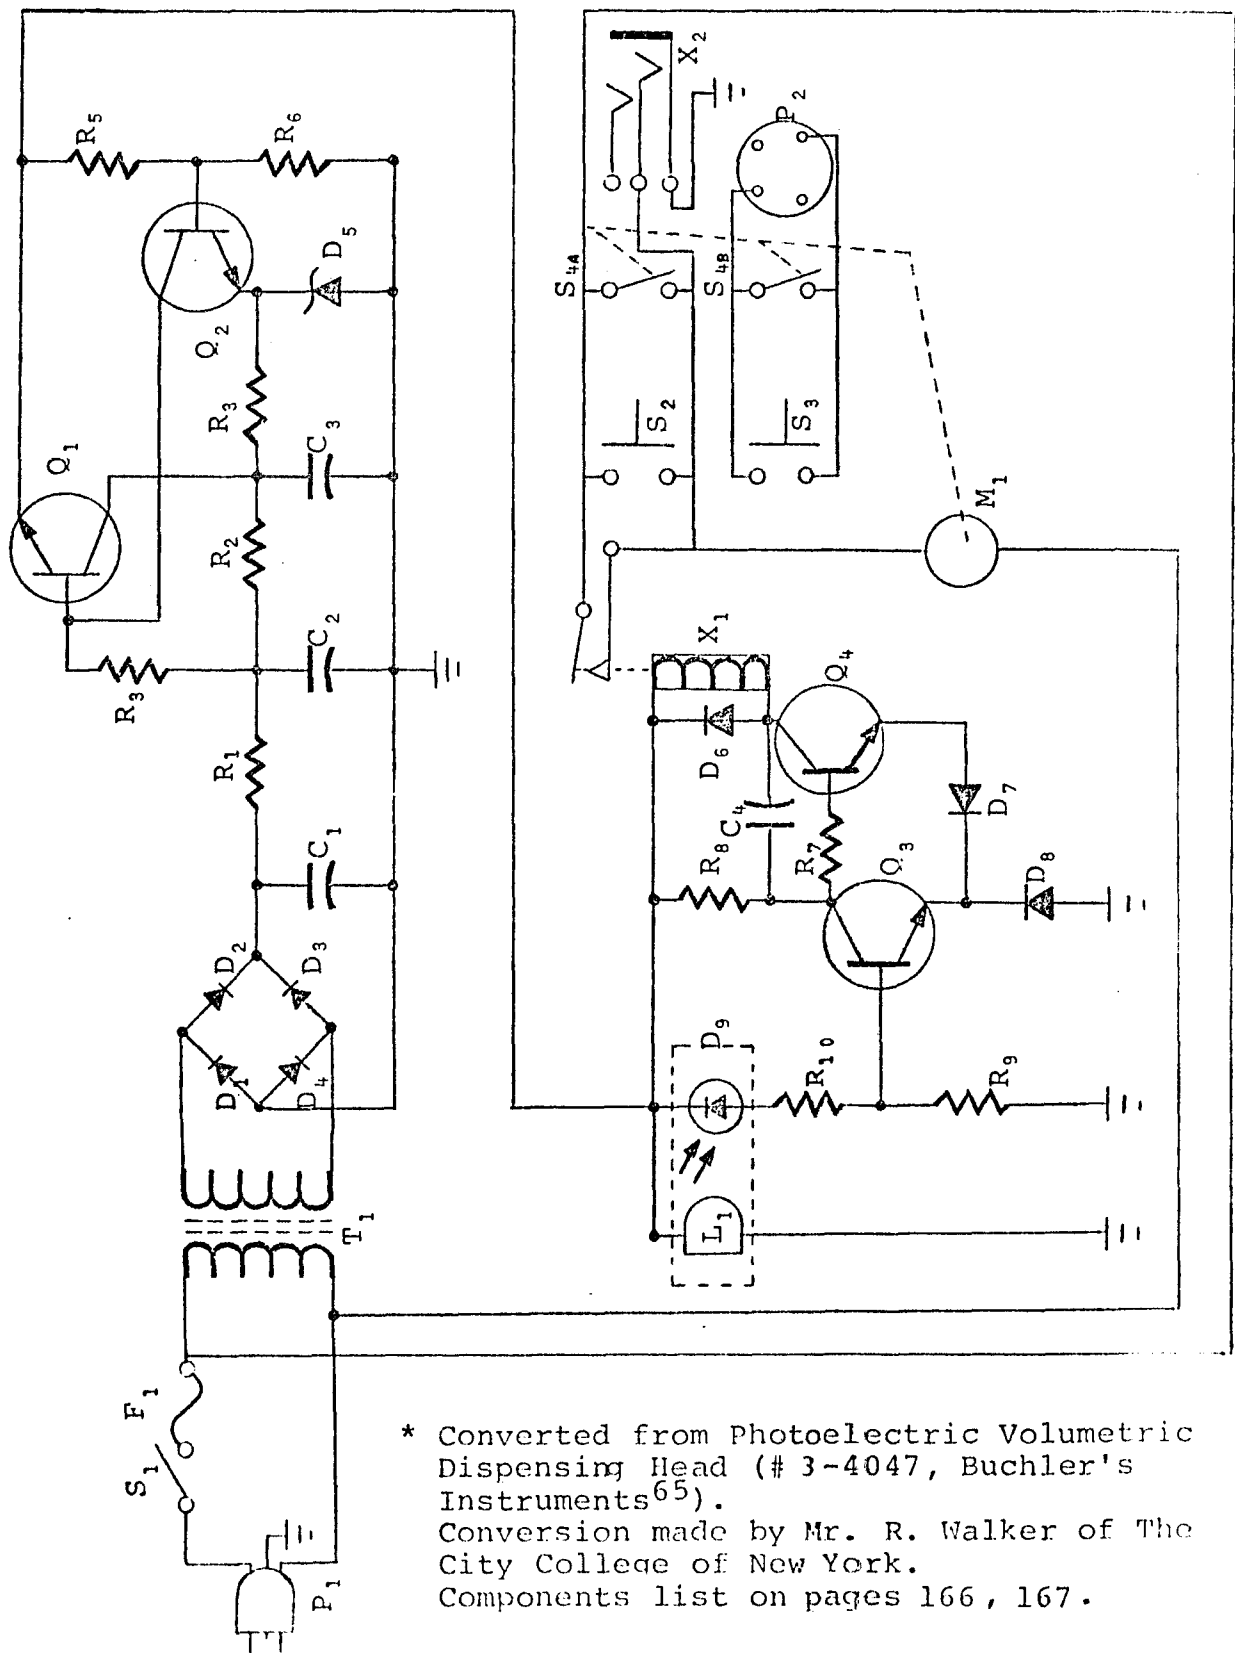 R5
R6
D5
Q2
R3
Q1
R2
C3
R3
C2
R1
C1
D2
D3
D1
D4
T1
F1
S1
P1
X2
P2
S4A
S4B
S2
S3
M1
X1
Q4
D6
C4
R8
R7
Q3
D7
D8
D9
R10
R9
L1
* Converted from Photoelectric Volumetric
Dispensing Head (# 3-4047, Buchler's
Instruments65).
Conversion made by Mr. R. Walker of The
City College of New York.
Components list on pages 166, 167.